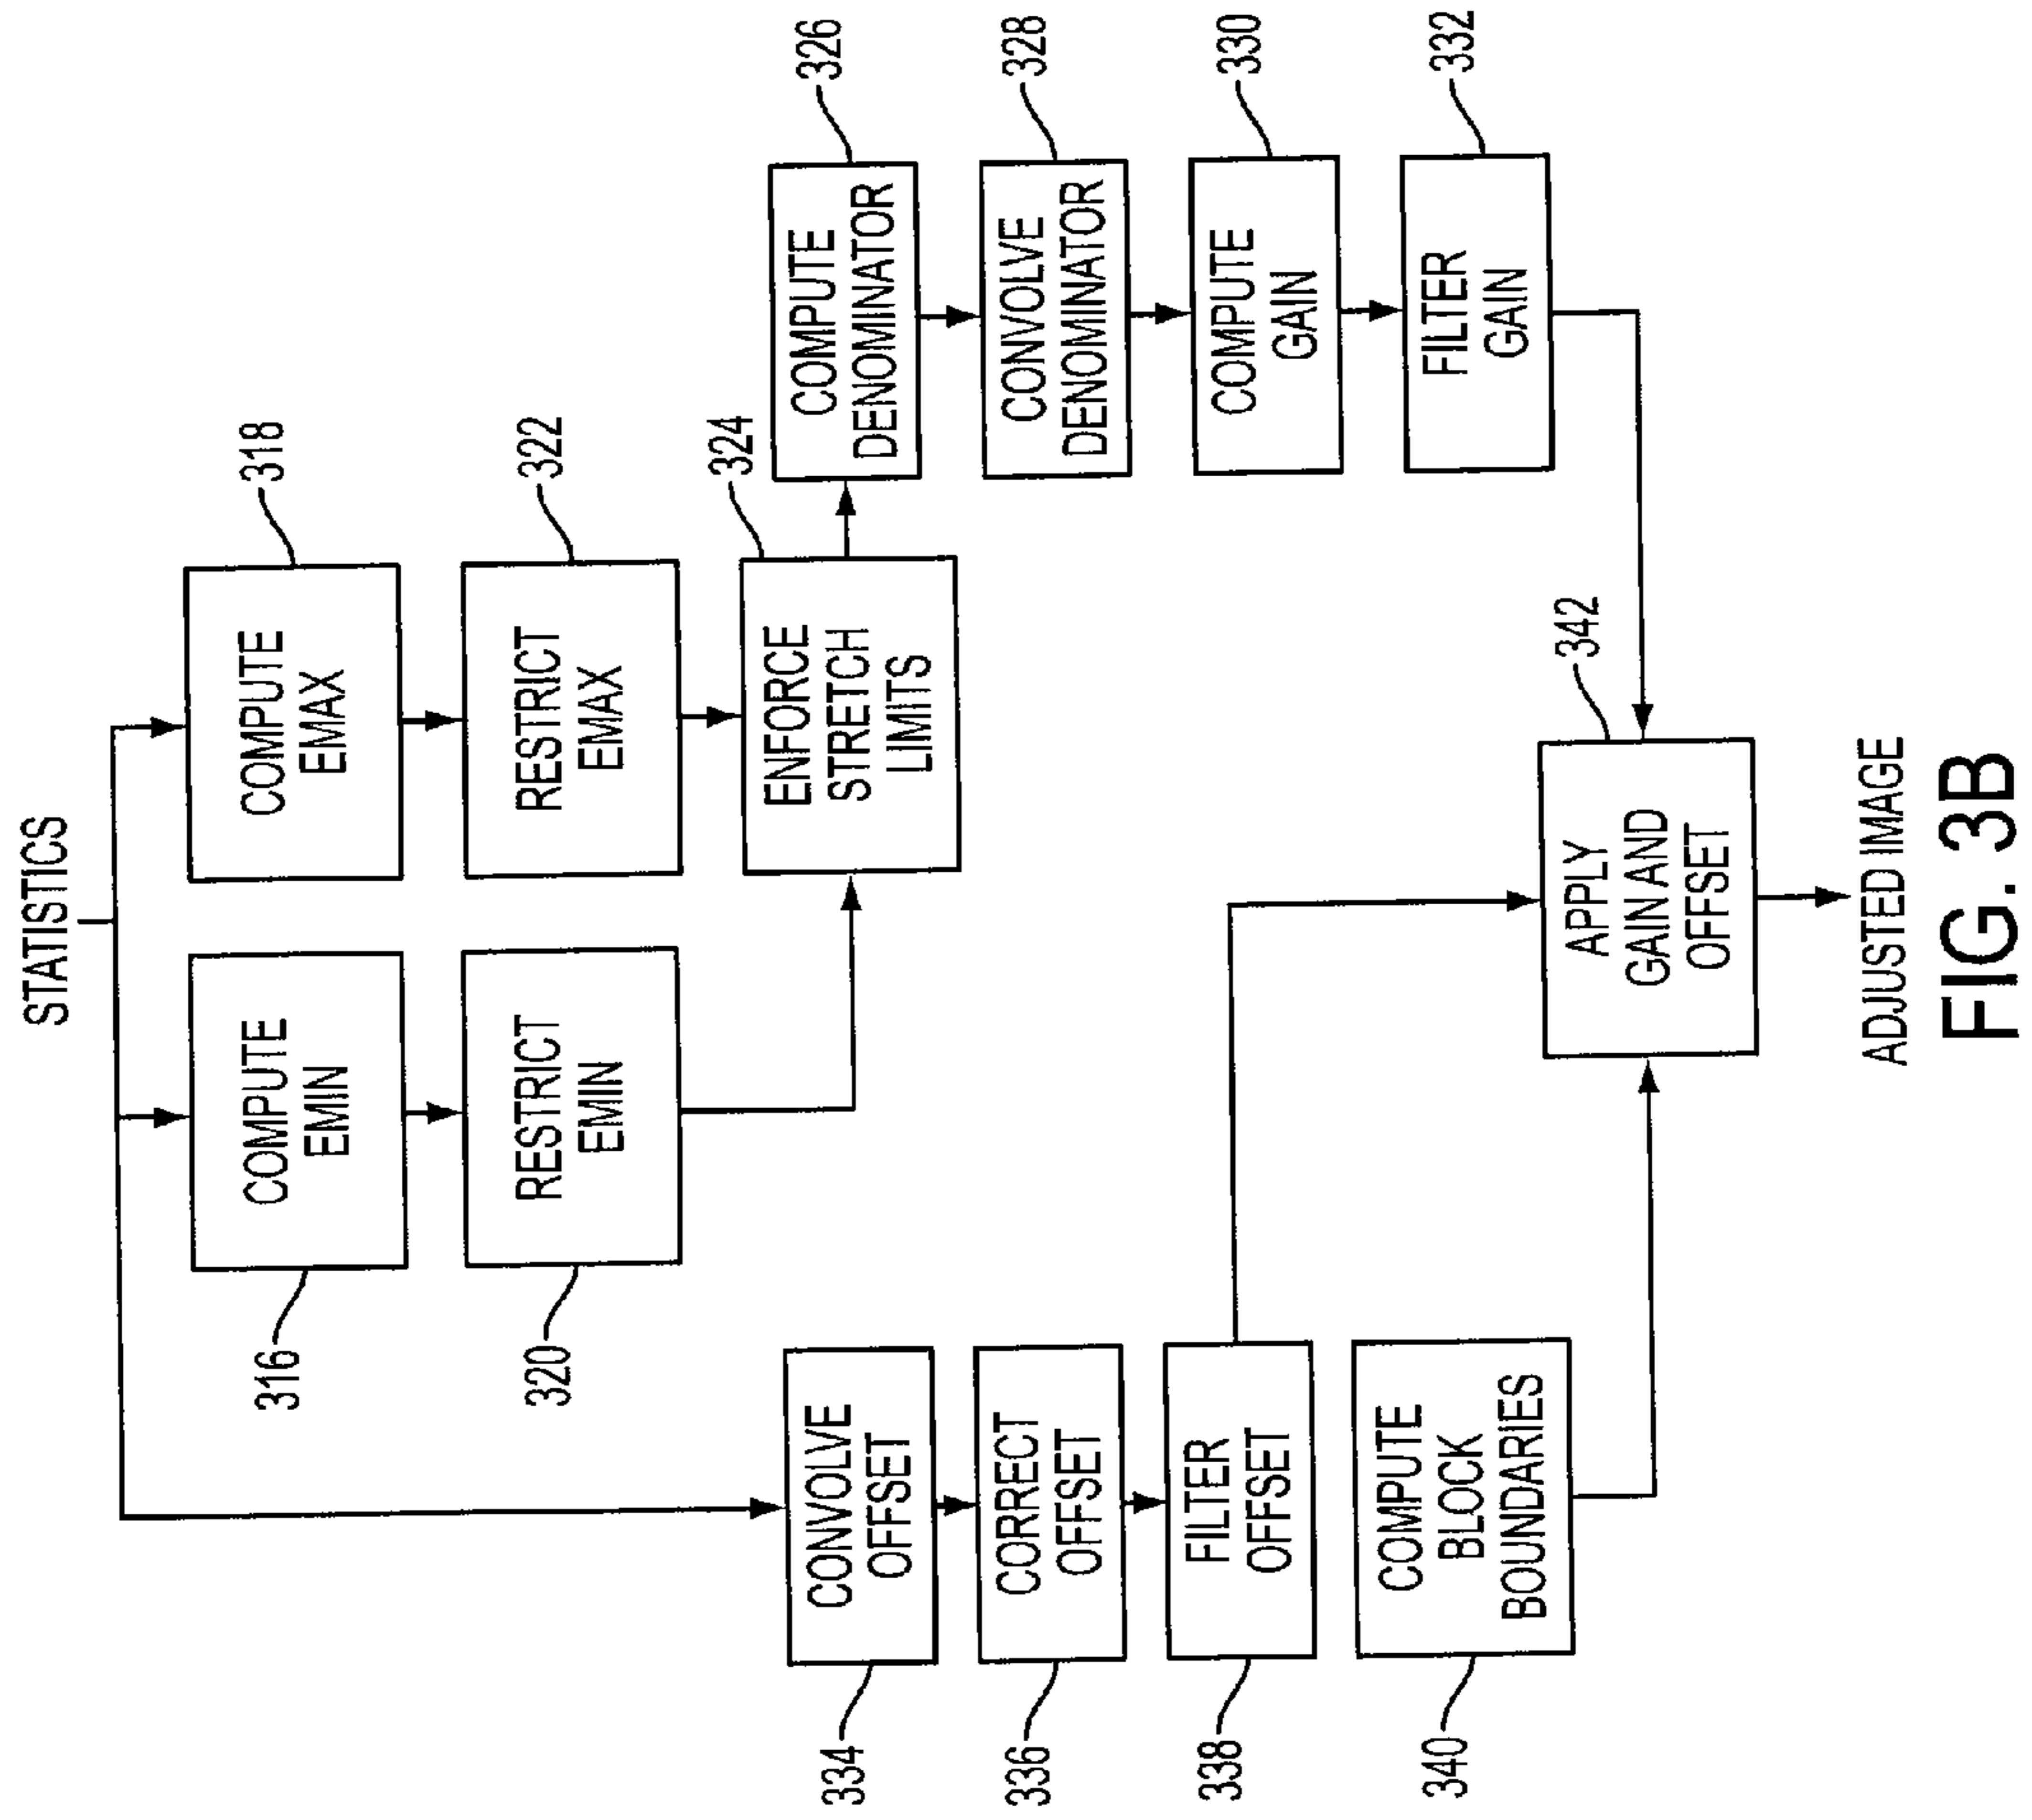 STATISTICS
318
COMPUTE
EMAX
316
COMPUTE
EMIN
322
RESTRICT
EMAX
320
RESTRICT
EMIN
324
ENFORCE
STRETCH
LIMITS
326
COMPUTE
DENOMINATOR
328
CONVOLVE
DENOMINATOR
330
COMPUTE
GAIN
332
FILTER
GAIN
334
CONVOLVE
OFFSET
336
CORRECT
OFFSET
338
FILTER
OFFSET
340
COMPUTE
BLOCK
BOUNDARIES
342
APPLY
GAIN AND
OFFSET
ADJUSTED IMAGE
FIG. 3B